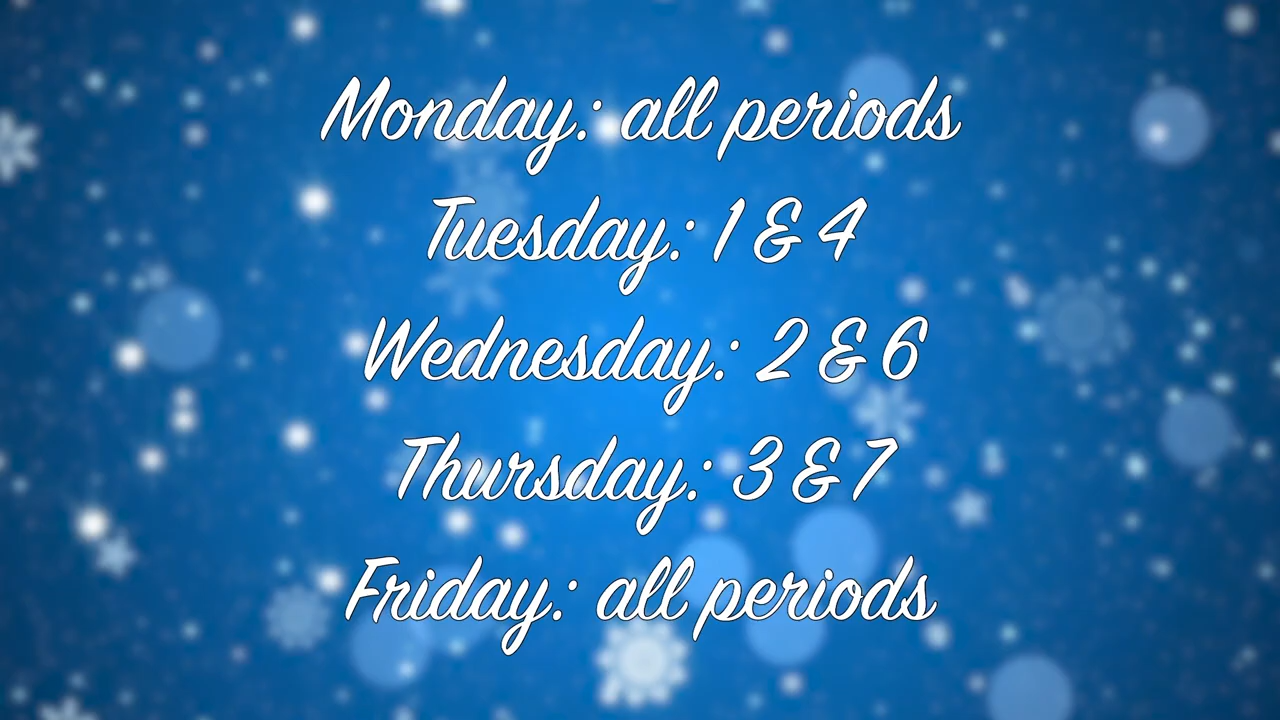 Monday: all periods
Tuesday: 1 & 4
Wednesday: 2 & 6
Thursday: 3 & 7
Friday: all periods